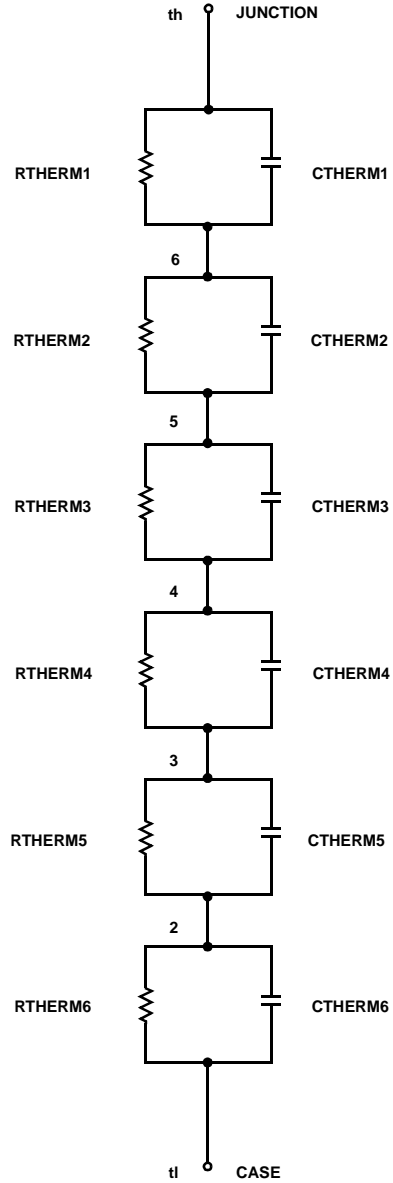 th JUNCTION
RTHERM1 CTHERM1
6
RTHERM2 CTHERM2
5
RTHERM3 CTHERM3
4
RTHERM4 CTHERM4
3
RTHERM5 CTHERM5
2
RTHERM6 CTHERM6
tl CASE